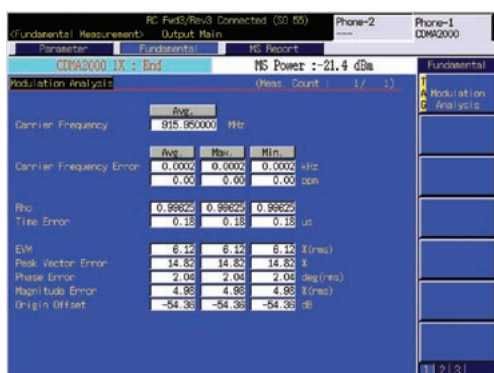 RC Fwd3/Rev3 Connected (SO 55)
Phone-2
Phone-1
<Fundamental Measurement> Output Main
----
CDMA2000
Parameter Fundamental MS Report
CDMA2000 1X : End MS Power :-21.4 dBm Fundamental
Modulation Analysis (Meas. Count : 1/ 1)
TAG
Modulation
Analysis
Avg.
Carrier Frequency 915.950000 MHz
Avg. Max. Min.
Carrier Frequency Error 0.0002 0.0002 0.0002 kHz
0.00 0.00 0.00 ppm
Rho 0.99625 0.99625 0.99625
Time Error 0.18 0.18 0.18 us
EVM 6.12 6.12 6.12 %(rms)
Peak Vector Error 14.82 14.82 14.82 %
Phase Error 2.04 2.04 2.04 deg(rms)
Magnitude Error 4.98 4.98 4.98 %(rms)
Origin Offset -54.36 -54.36 -54.36 dB
1 2 3